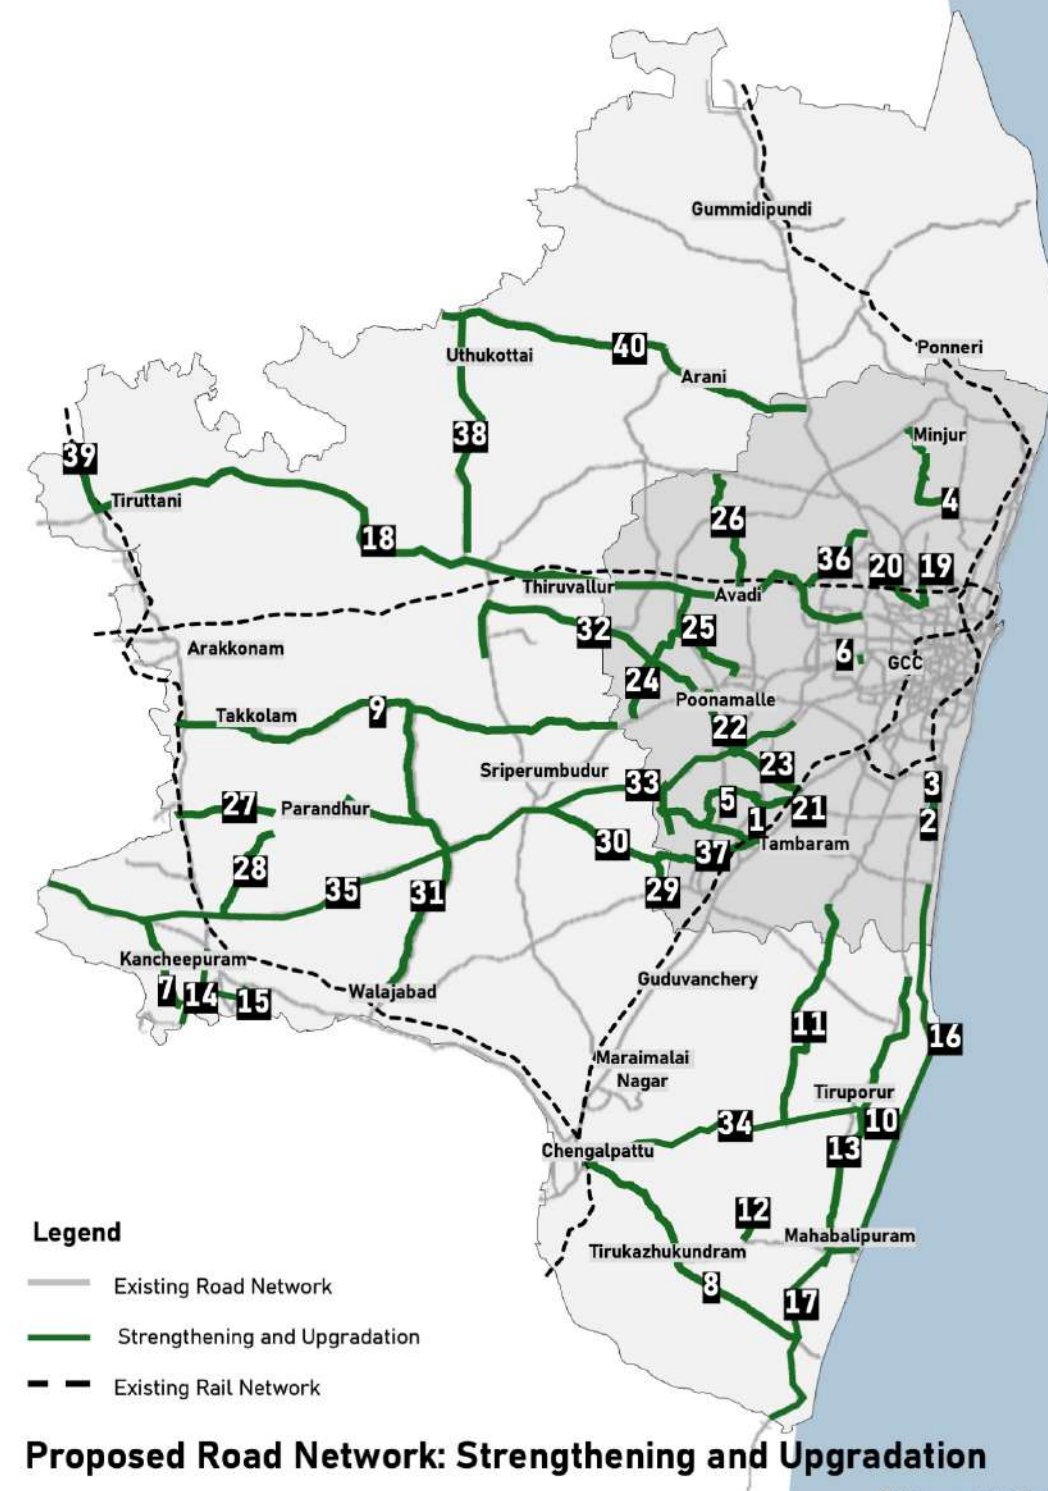 Gummidipundi
Ponneri
40
Uthukottai
Arani
38
Minjur
39
Tiruttani
4
26
18
36
20
19
Thiruvallur
Avadi
32
25
Arakkonam
6
GCC
24
Poonamalle
9
Takkolam
22
Sriperumbudur
23
33
3
5
27
Parandhur
21
1
2
30
37
Tambaram
28
35
31
29
Kancheepuram
Guduvanchery
7
14
15
Walajabad
11
16
Maraimalai
Nagar
Tiruporur
34
10
Chengalpattu
13
12
Legend
Mahabalipuram
Tirukazhukundram
Existing Road Network
8
17
Strengthening and Upgradation
Existing Rail Network
Proposed Road Network: Strengthening and Upgradation